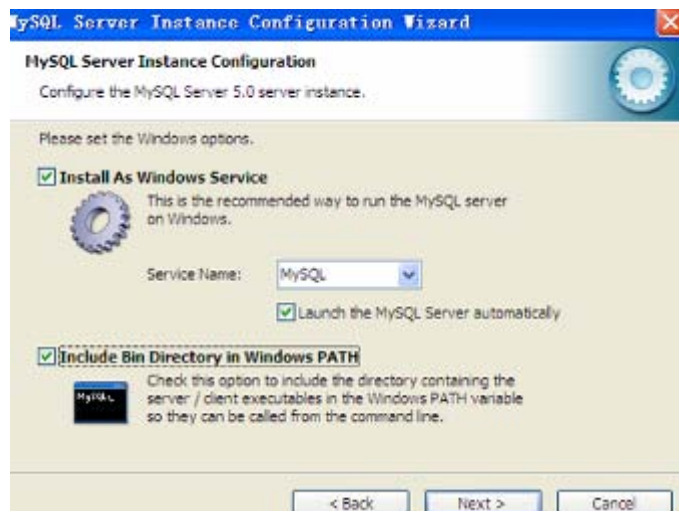 MySQL Server Instance Configuration Wizard
MySQL Server Instance Configuration
Configure the MySQL Server 5.0 server instance.
Please set the Windows options.
Install As Windows Service
This is the recommended way to run the MySQL server
on Windows.
Service Name: MySQL
Launch the MySQL Server automatically
Include Bin Directory in Windows PATH
Check this option to include the directory containing the
server / client executables in the Windows PATH variable
so they can be called from the command line.
MySQL
< Back Next > Cancel